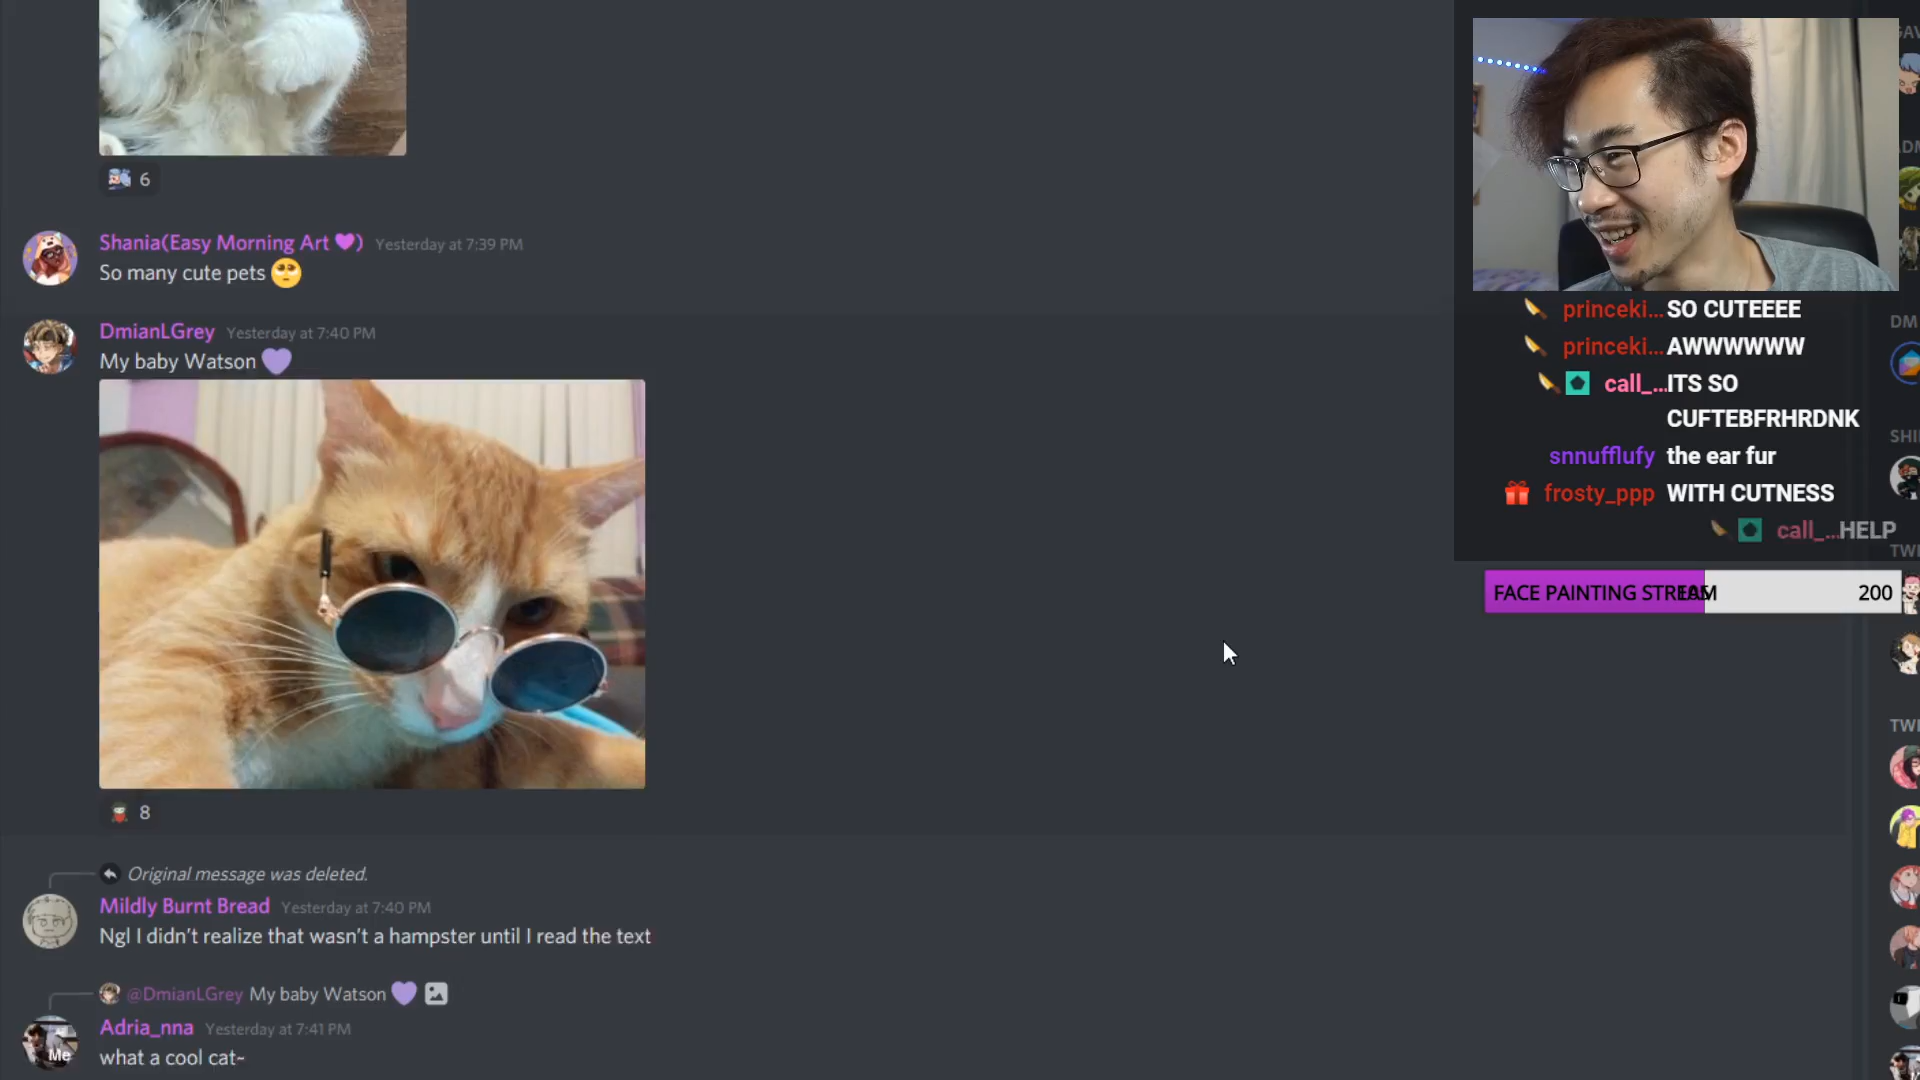 6
Shania(Easy Morning Art ♥) Yesterday at 7:39 PM
So many cute pets 🥺
DmianLGrey Yesterday at 7:40 PM
My baby Watson 💜
8
Original message was deleted.
Mildly Burnt Bread Yesterday at 7:40 PM
Ngl I didn't realize that wasn't a hampster until I read the text
@DmianLGrey My baby Watson 💜
Adria_nna Yesterday at 7:41 PM
Me
what a cool cat~
princeki... SO CUTEEEE
princeki... AWWWWWW
call_... ITS SO
CUFTEBFRHRDNK
snnufflufy the ear fur
frosty_ppp WITH CUTNESS
call_... HELP
FACE PAINTING STREAM 200
DM
SHI
TWI
TWI